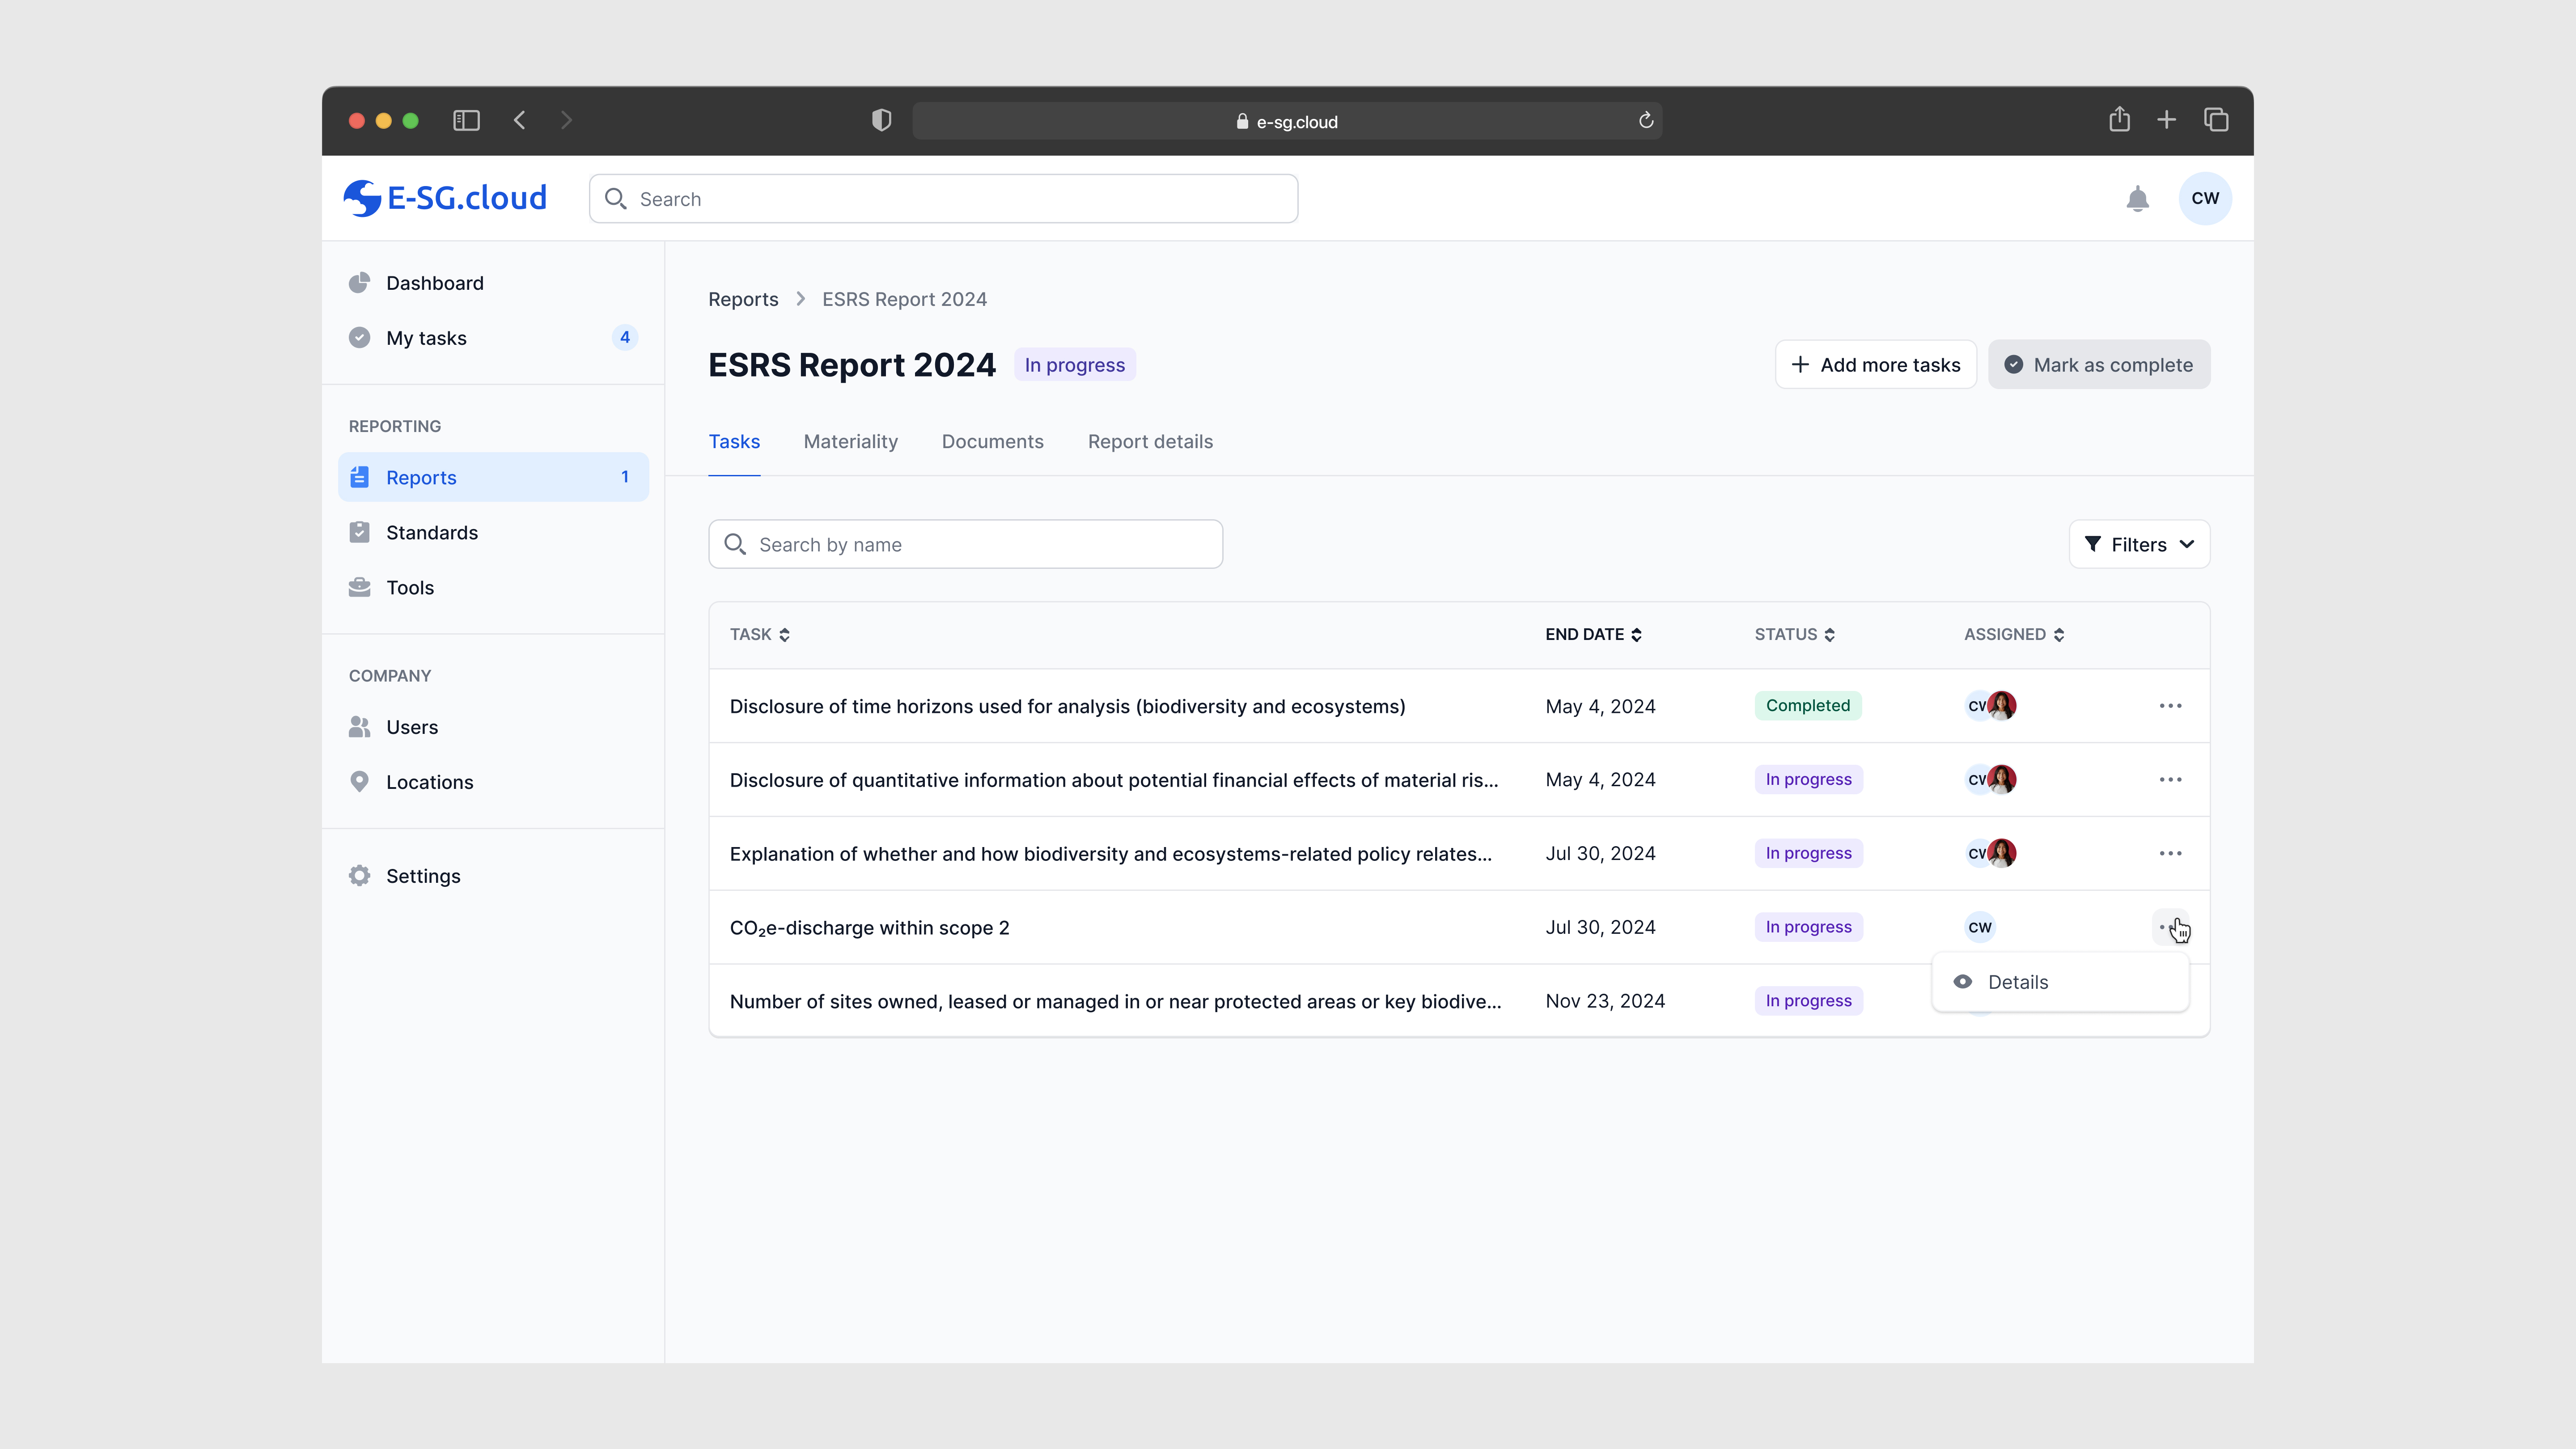 e-sg.cloud
E-SG.cloud
Search
CW
Dashboard
My tasks
4
REPORTING
Reports
1
Standards
Tools
COMPANY
Users
Locations
Settings
Reports
ESRS Report 2024
ESRS Report 2024
In progress
Add more tasks
Mark as complete
Tasks
Materiality
Documents
Report details
Search by name
Filters
TASK
END DATE
STATUS
ASSIGNED
Disclosure of time horizons used for analysis (biodiversity and ecosystems)
May 4, 2024
Completed
Disclosure of quantitative information about potential financial effects of material ris...
May 4, 2024
In progress
Explanation of whether and how biodiversity and ecosystems-related policy relates...
Jul 30, 2024
In progress
CO₂e-discharge within scope 2
Jul 30, 2024
In progress
CW
Details
Number of sites owned, leased or managed in or near protected areas or key biodive...
Nov 23, 2024
In progress